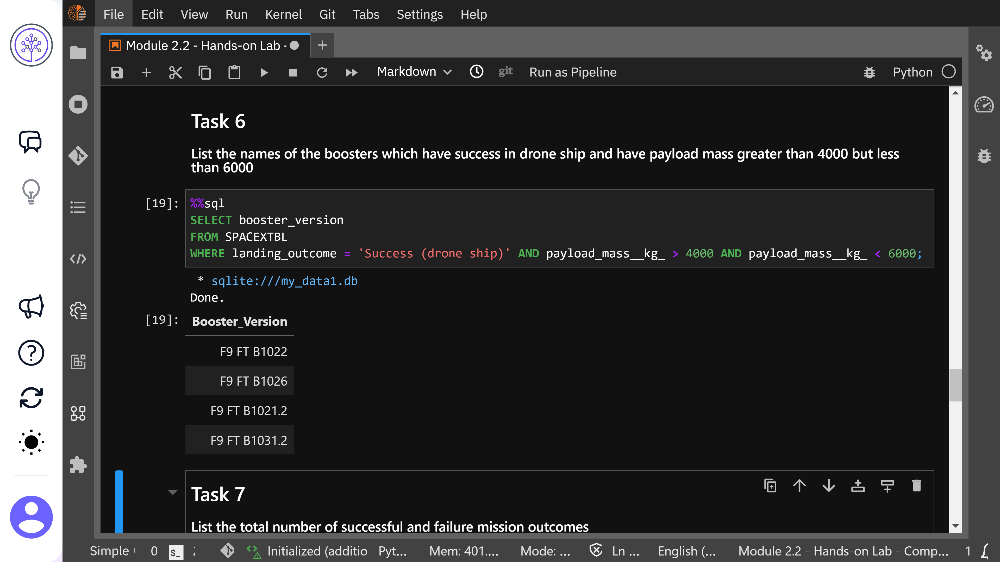 File Edit View Run Kernel Git Tabs Settings Help
Module 2.2 - Hands-on Lab -
Markdown git Run as Pipeline Python
Task 6
List the names of the boosters which have success in drone ship and have payload mass greater than 4000 but less
than 6000
[19]: %%sql
SELECT booster_version
FROM SPACEXTBL
WHERE landing_outcome = 'Success (drone ship)' AND payload_mass__kg_ > 4000 AND payload_mass__kg_ < 6000;
* sqlite:///my_data1.db
Done.
[19]: Booster_Version
F9 FT B1022
F9 FT B1026
F9 FT B1021.2
F9 FT B1031.2
Task 7
List the total number of successful and failure mission outcomes
Simple 0 $_ Initialized (additio Pyt... Mem: 401.... Mode: ... Ln ... English (... Module 2.2 - Hands-on Lab - Comp... 1